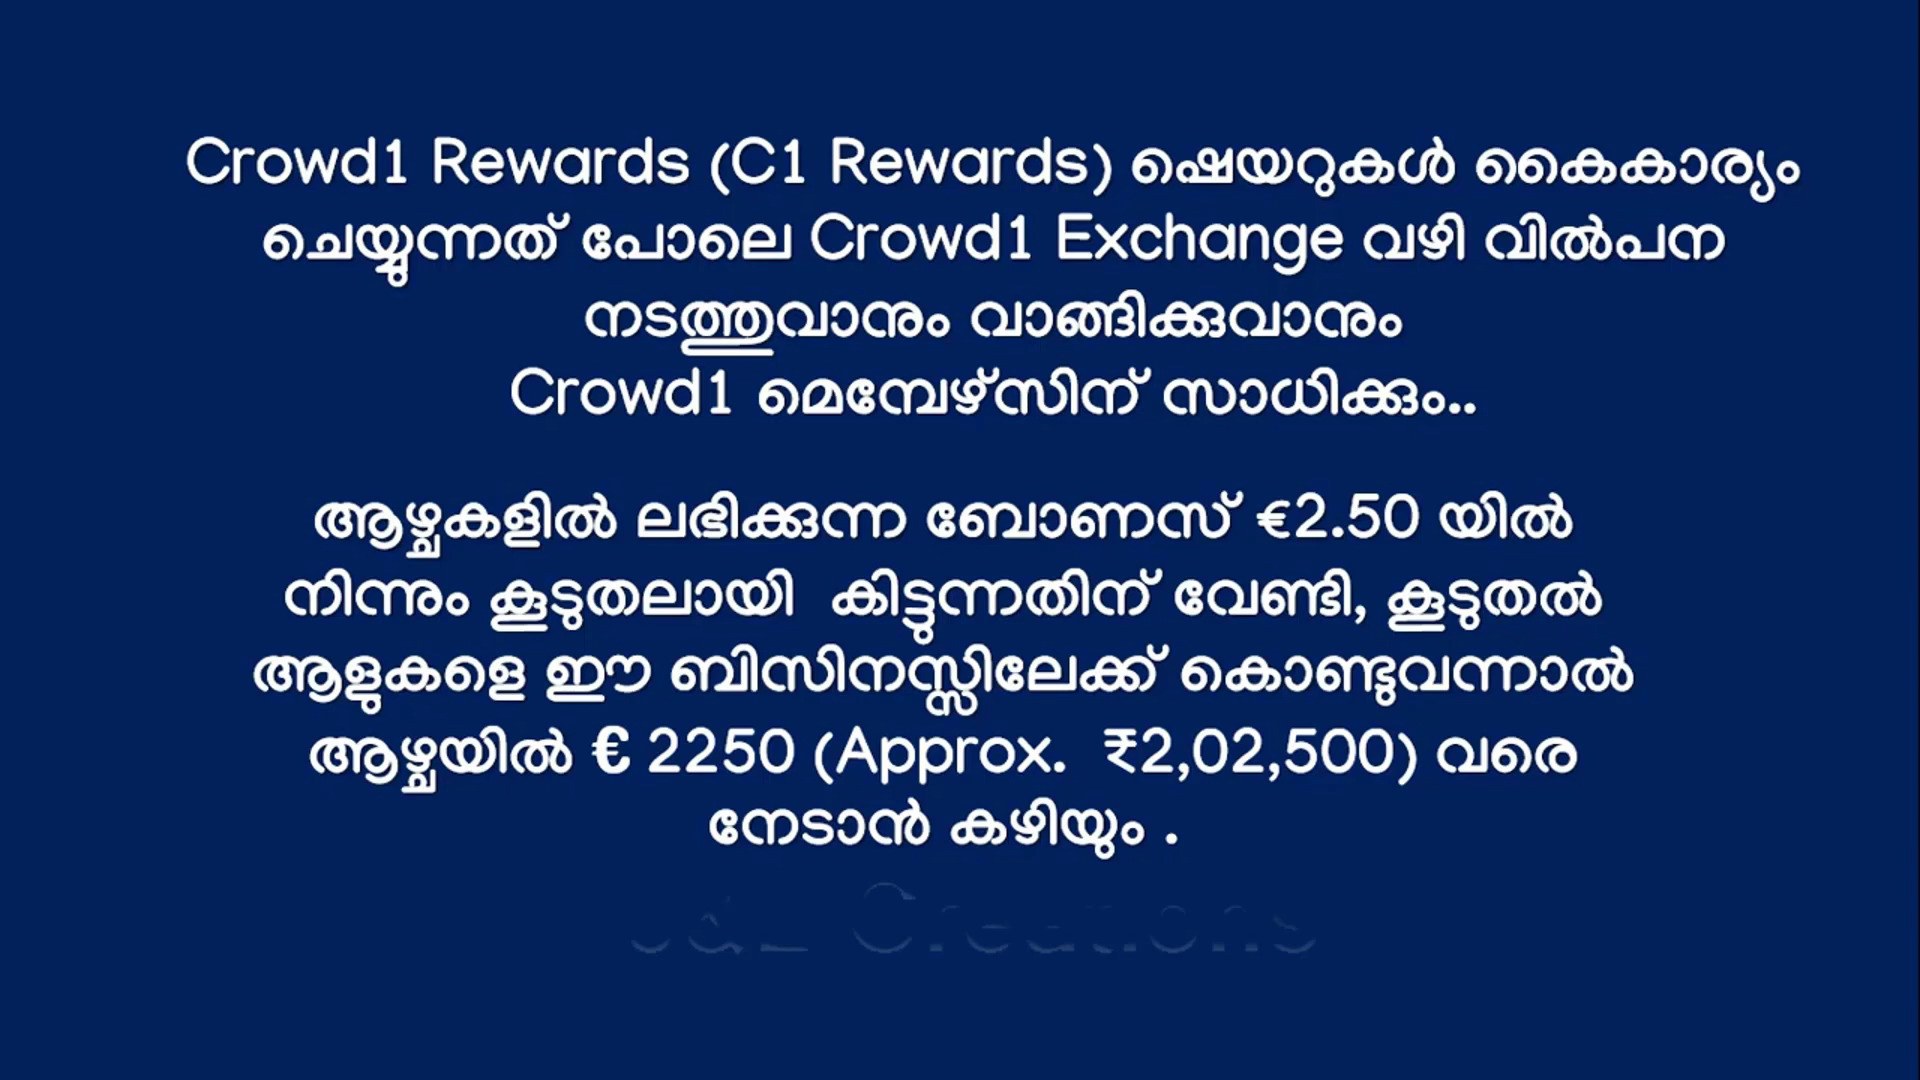 Crowd1 Rewards (C1 Rewards) ഷെയറുകൾ കൈകാര്യം
ചെയ്യുന്നത് പോലെ Crowd1 Exchange വഴി വിൽപന
നടത്തുവാനും വാങ്ങിക്കുവാനും
Crowd1 മെമ്പേഴ്സിന് സാധിക്കും..
ആഴ്ചകളിൽ ലഭിക്കുന്ന ബോണസ് €2.50 യിൽ
നിന്നും കൂടുതലായി കിട്ടുന്നതിന് വേണ്ടി, കൂടുതൽ
ആളുകളെ ഈ ബിസിനസ്സിലേക്ക് കൊണ്ടുവന്നാൽ
ആഴ്ചയിൽ € 2250 (Approx. ₹2,02,500) വരെ
നേടാൻ കഴിയും .
Creations